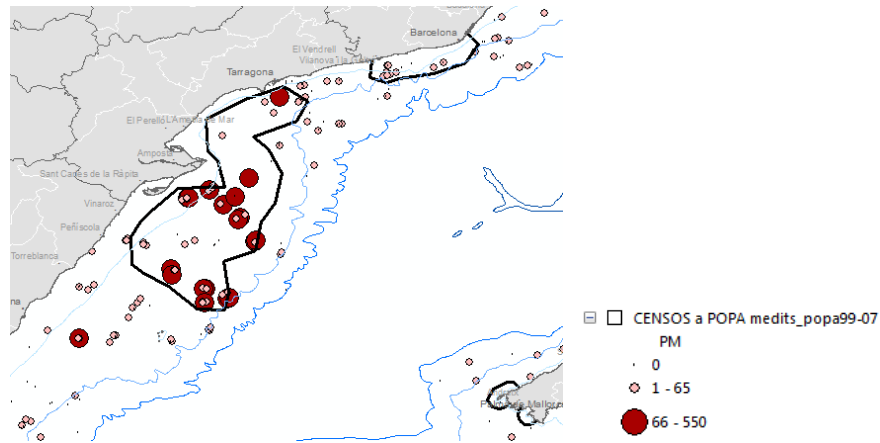 Barcelona
El Vendrell
Tarragona
El Perelló
L'Ametlla de Mar
Amposta
Sant Carles de la Ràpita
Vinaròs
Peñíscola
Torreblanca
na
CENSOS a POPA medits_popa99-07
PM
0
1 - 65
66 - 550